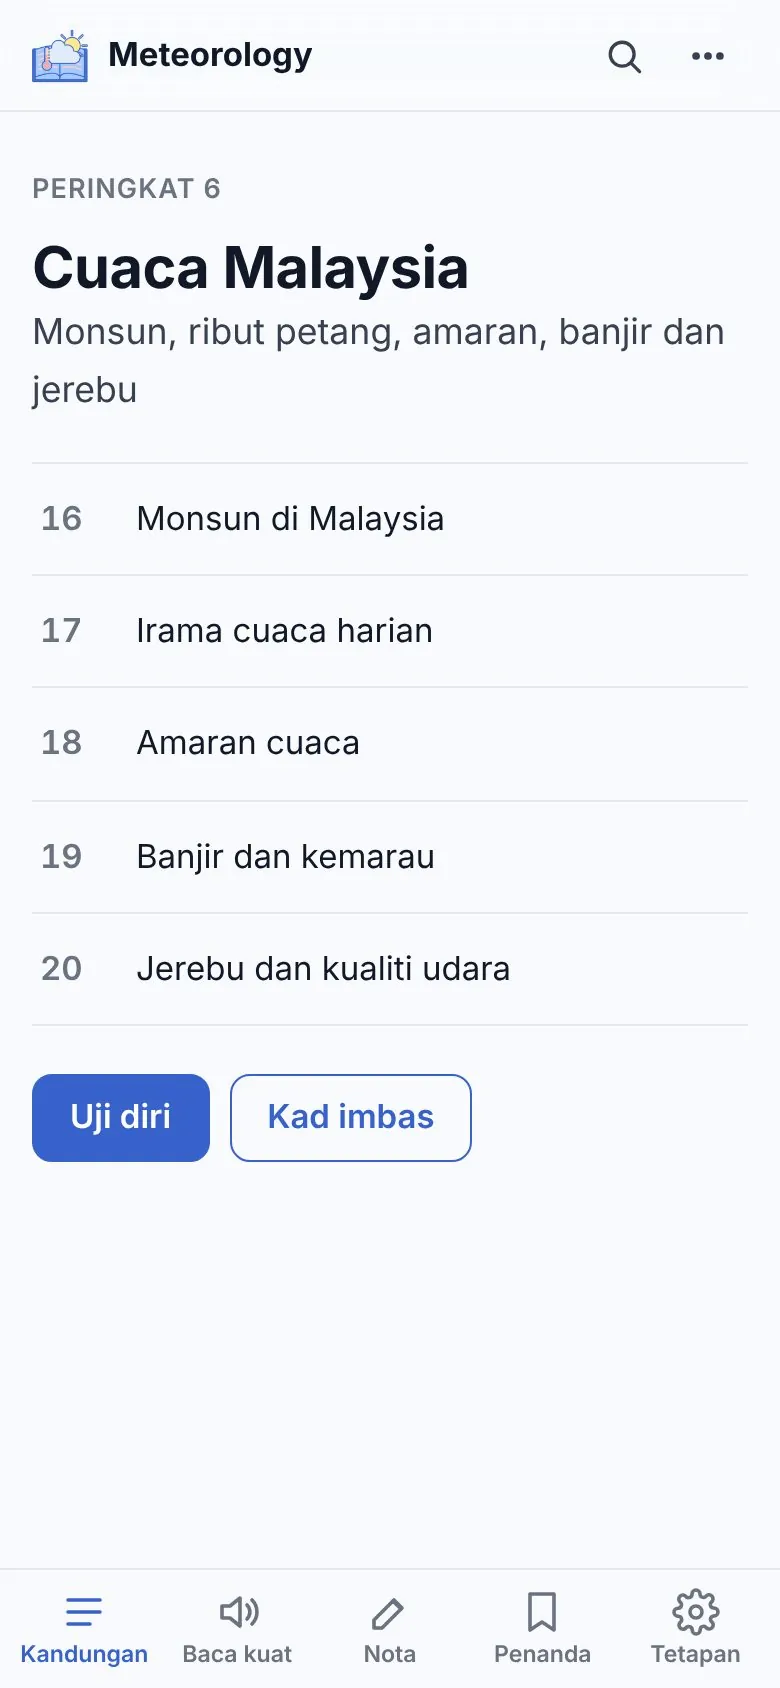 Meteorology
PERINGKAT 6
Cuaca Malaysia
Monsun, ribut petang, amaran, banjir dan
jerebu
16 Monsun di Malaysia
17 Irama cuaca harian
18 Amaran cuaca
19 Banjir dan kemarau
20 Jerebu dan kualiti udara
Uji diri Kad imbas
Kandungan Baca kuat Nota Penanda Tetapan